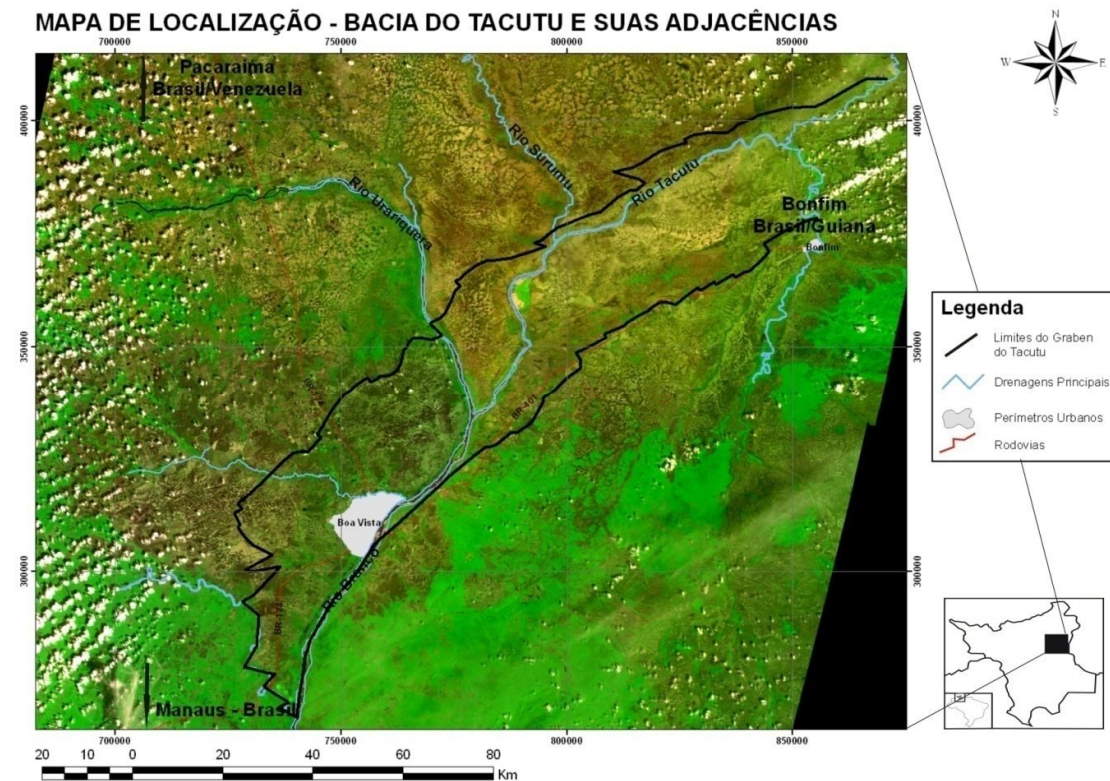 MAPA DE LOCALIZAÇÃO - BACIA DO TACUTU E SUAS ADJACÊNCIAS
N
W E
S
700000 750000 800000 850000
Pacaraima
Brasil/Venezuela
400000
400000
Rio Surumu
Rio Tacutu
Rio Uraricuera
Bonfim
Brasil/Guiana
Bonfim
Legenda
Limites do Graben
do Tacutu
Drenagens Principais
Perímetros Urbanos
Rodovias
350000
350000
Boa Vista
300000
300000
Rio Branco
BR-174
Manaus - Brasil
700000 750000 800000 850000
20 10 0 20 40 60 80
Km